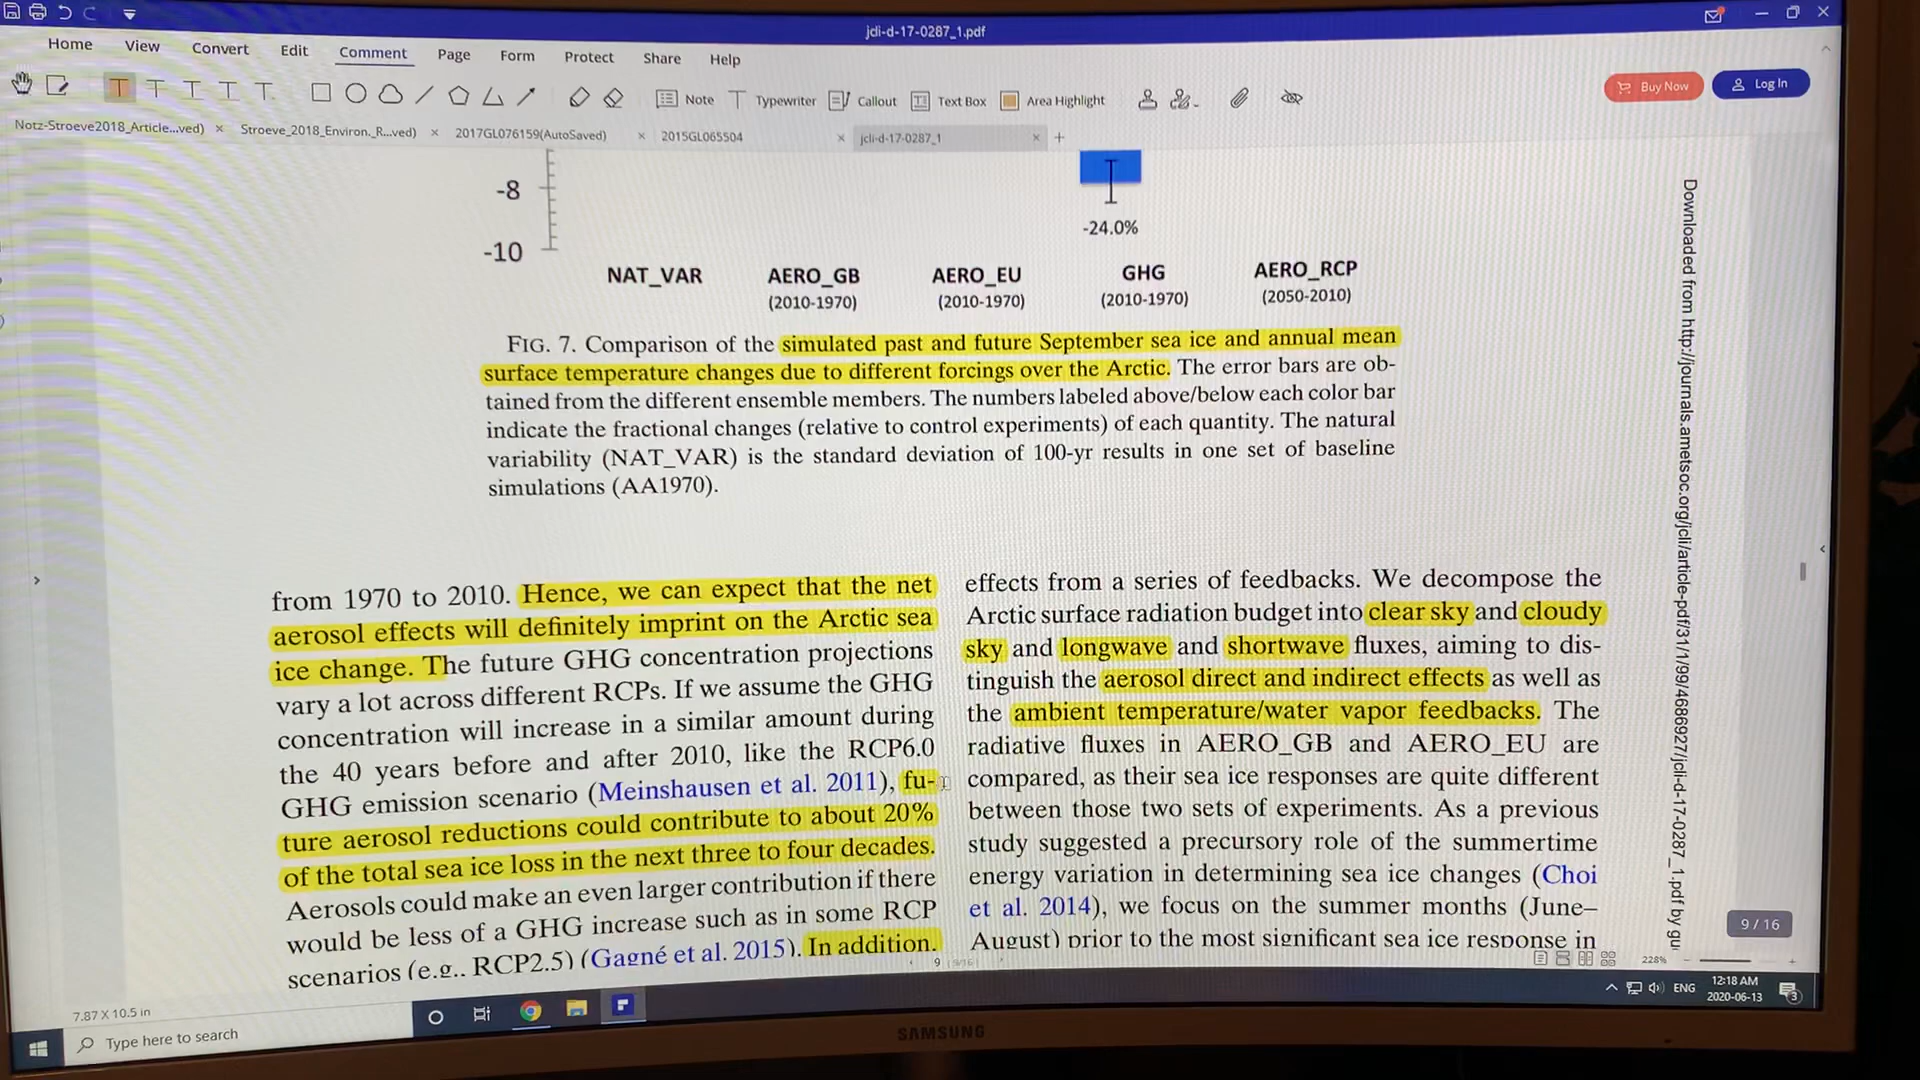 jcli-d-17-0287_1.pdf
Home View Convert Edit Comment Page Form Protect Share Help
Note Typewriter Callout Text Box Area Highlight
Buy Now Log In
Notz-Stroeve2018_Article...ved) × Stroeve_2018_Environ._R...ved) × 2017GL076159(AutoSaved) × 2015GL065504 × jcli-d-17-0287_1 × +
-8
-10
-24.0%
NAT_VAR AERO_GB AERO_EU GHG AERO_RCP
(2010-1970) (2010-1970) (2010-1970) (2050-2010)
FIG. 7. Comparison of the simulated past and future September sea ice and annual mean
surface temperature changes due to different forcings over the Arctic. The error bars are ob-
tained from the different ensemble members. The numbers labeled above/below each color bar
indicate the fractional changes (relative to control experiments) of each quantity. The natural
variability (NAT_VAR) is the standard deviation of 100-yr results in one set of baseline
simulations (AA1970).
from 1970 to 2010. Hence, we can expect that the net
aerosol effects will definitely imprint on the Arctic sea
ice change. The future GHG concentration projections
vary a lot across different RCPs. If we assume the GHG
concentration will increase in a similar amount during
the 40 years before and after 2010, like the RCP6.0
GHG emission scenario (Meinshausen et al. 2011), fu-
ture aerosol reductions could contribute to about 20%
of the total sea ice loss in the next three to four decades.
Aerosols could make an even larger contribution if there
would be less of a GHG increase such as in some RCP
scenarios (e.g., RCP2.5) (Gagné et al. 2015). In addition,
effects from a series of feedbacks. We decompose the
Arctic surface radiation budget into clear sky and cloudy
sky and longwave and shortwave fluxes, aiming to dis-
tinguish the aerosol direct and indirect effects as well as
the ambient temperature/water vapor feedbacks. The
radiative fluxes in AERO_GB and AERO_EU are
compared, as their sea ice responses are quite different
between those two sets of experiments. As a previous
study suggested a precursory role of the summertime
energy variation in determining sea ice changes (Choi
et al. 2014), we focus on the summer months (June–
August) prior to the most significant sea ice response in
Downloaded from http://journals.ametsoc.org/jcli/article-pdf/31/1/99/4686927/jcli-d-17-0287_1.pdf by gu
9 / 16
9 (9/16)
228%
7.87 X 10.5 in
Type here to search
ENG
12:18 AM
2020-06-13
3
SAMSUNG